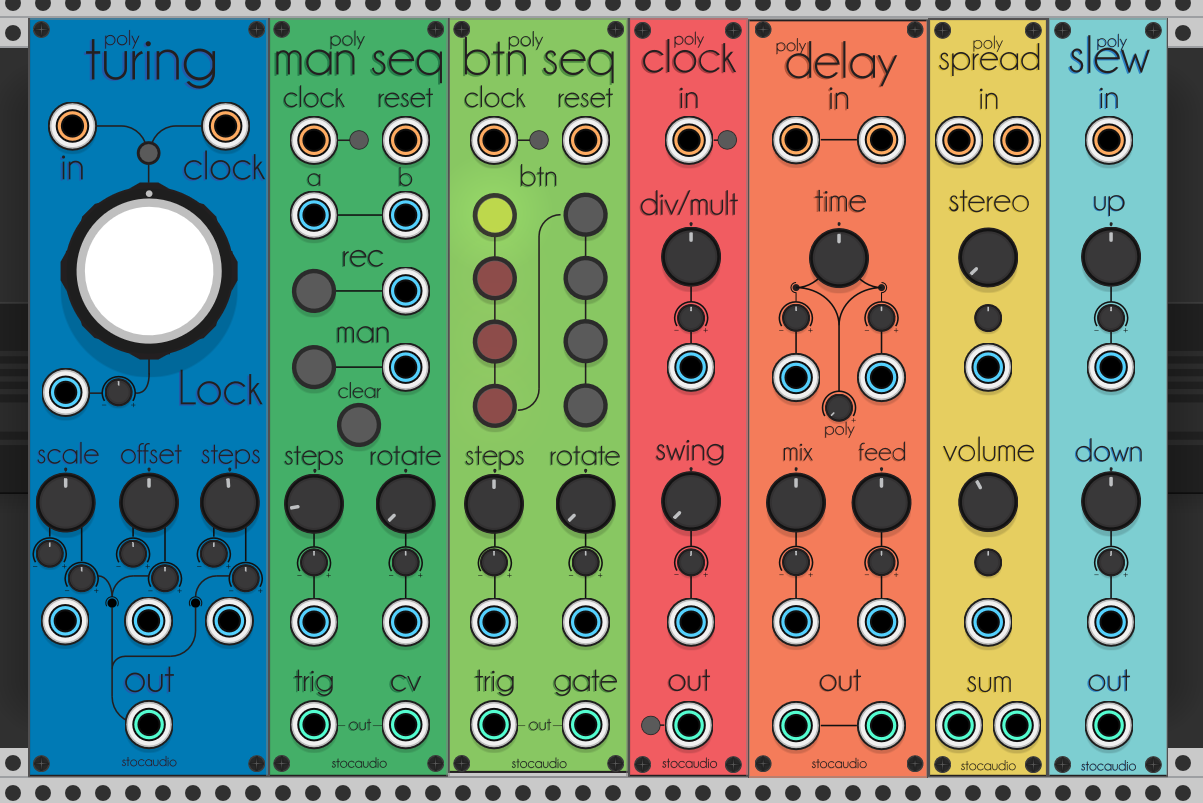 poly
turing
in
clock
Lock
scale offset steps
out
stocaudio
poly
man seq
clock reset
a b
rec
man
clear
steps rotate
trig cv
out
stocaudio
poly
btn seq
clock reset
btn
steps rotate
trig gate
out
stocaudio
poly
clock
in
div/mult
swing
out
stocaudio
poly
delay
in
time
poly
mix feed
out
stocaudio
poly
spread
in
stereo
volume
sum
stocaudio
poly
slew
in
up
down
out
stocaudio